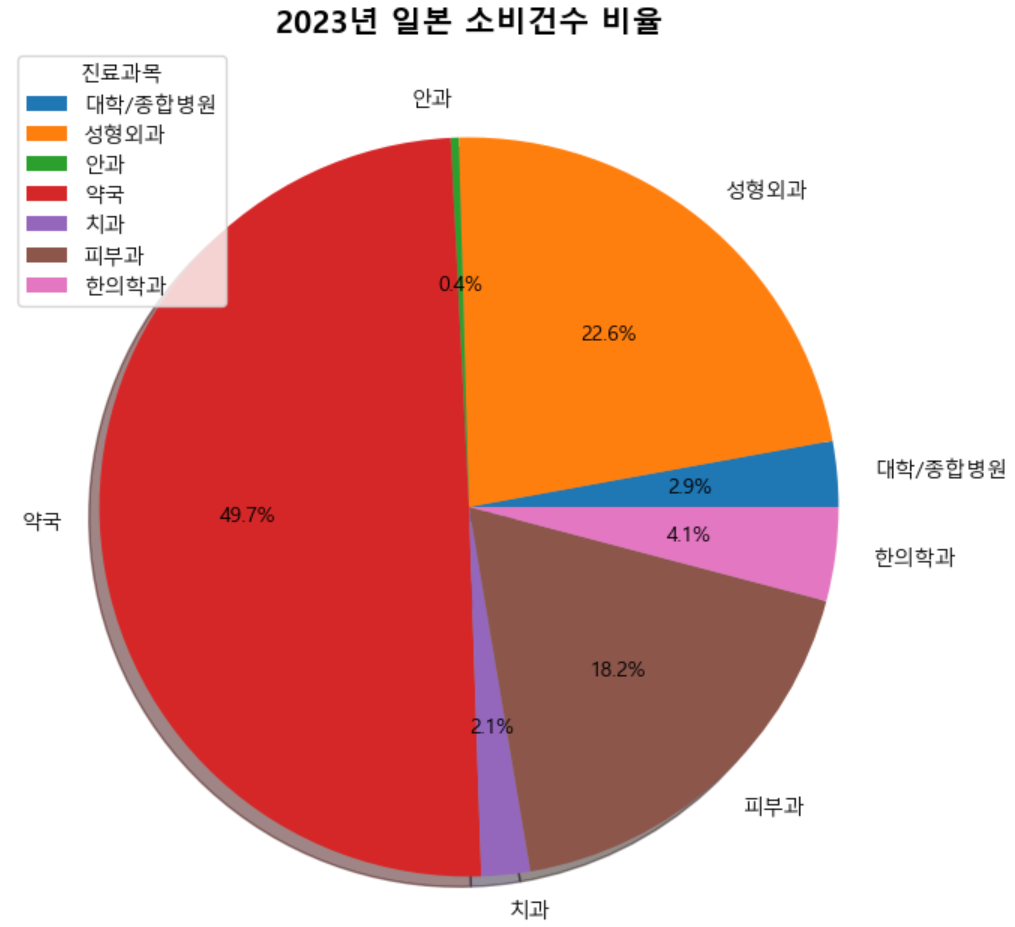 2023년 일본 소비건수 비율
진료과목
대학/종합병원
성형외과
안과
약국
치과
피부과
한의학과
안과
성형외과
0.4%
22.6%
대학/종합병원
2.9%
약국
49.7%
4.1%
한의학과
18.2%
2.1%
피부과
치과